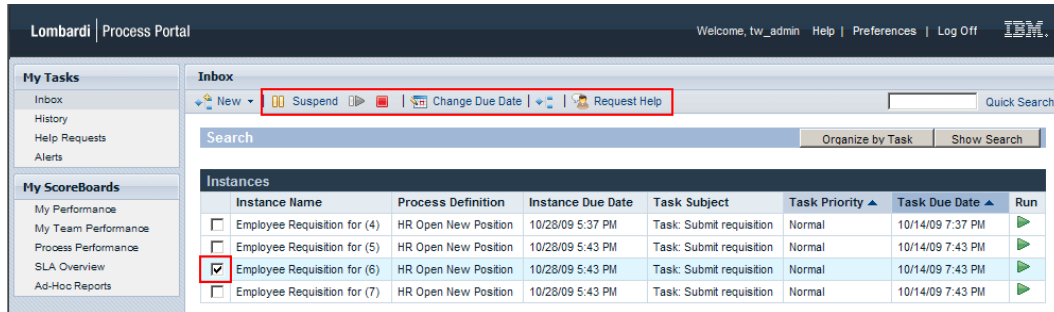 Lombardi | Process Portal
Welcome, tw_admin Help | Preferences | Log Off IBM.
My Tasks
Inbox
History
Help Requests
Alerts
My ScoreBoards
My Performance
My Team Performance
Process Performance
SLA Overview
Ad-Hoc Reports
Inbox
New | Suspend | Change Due Date | | Request Help Quick Search
Search Organize by Task Show Search
Instances
Instance Name Process Definition Instance Due Date Task Subject Task Priority Task Due Date Run
Employee Requisition for (4) HR Open New Position 10/28/09 5:37 PM Task: Submit requisition Normal 10/14/09 7:37 PM
Employee Requisition for (5) HR Open New Position 10/28/09 5:43 PM Task: Submit requisition Normal 10/14/09 7:43 PM
Employee Requisition for (6) HR Open New Position 10/28/09 5:43 PM Task: Submit requisition Normal 10/14/09 7:43 PM
Employee Requisition for (7) HR Open New Position 10/28/09 5:43 PM Task: Submit requisition Normal 10/14/09 7:43 PM